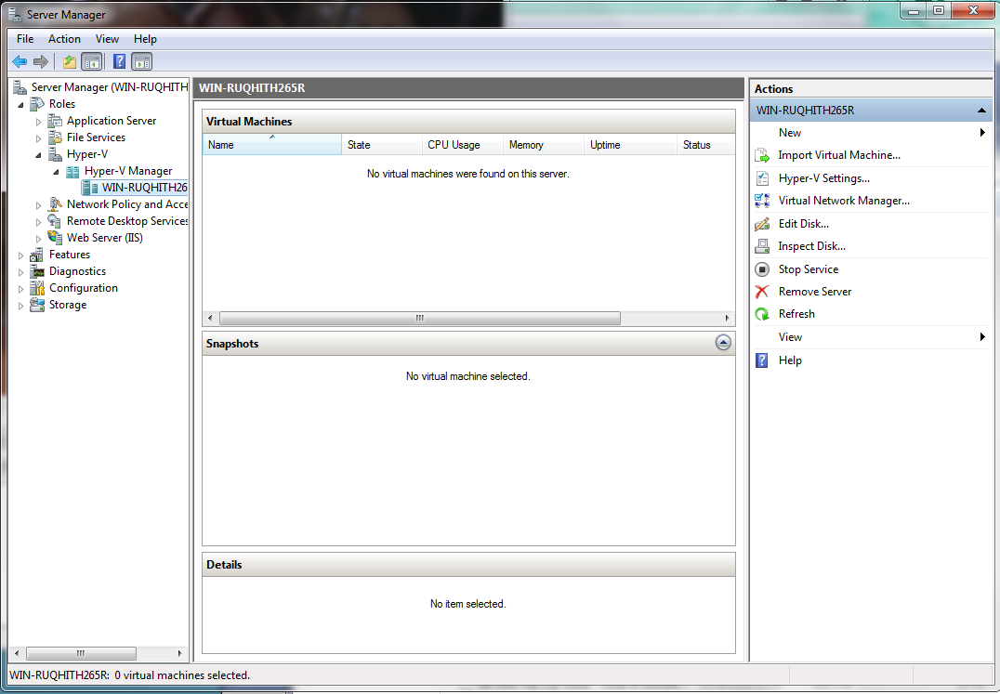 Server Manager
File Action View Help
Server Manager (WIN-RUQHITH
Roles
Application Server
File Services
Hyper-V
Hyper-V Manager
WIN-RUQHITH26
Network Policy and Acce
Remote Desktop Services
Web Server (IIS)
Features
Diagnostics
Configuration
Storage
WIN-RUQHITH265R
Virtual Machines
Name State CPU Usage Memory Uptime Status
No virtual machines were found on this server.
Snapshots
No virtual machine selected.
Details
No item selected.
Actions
WIN-RUQHITH265R
New
Import Virtual Machine...
Hyper-V Settings...
Virtual Network Manager...
Edit Disk...
Inspect Disk...
Stop Service
Remove Server
Refresh
View
Help
WIN-RUQHITH265R: 0 virtual machines selected.